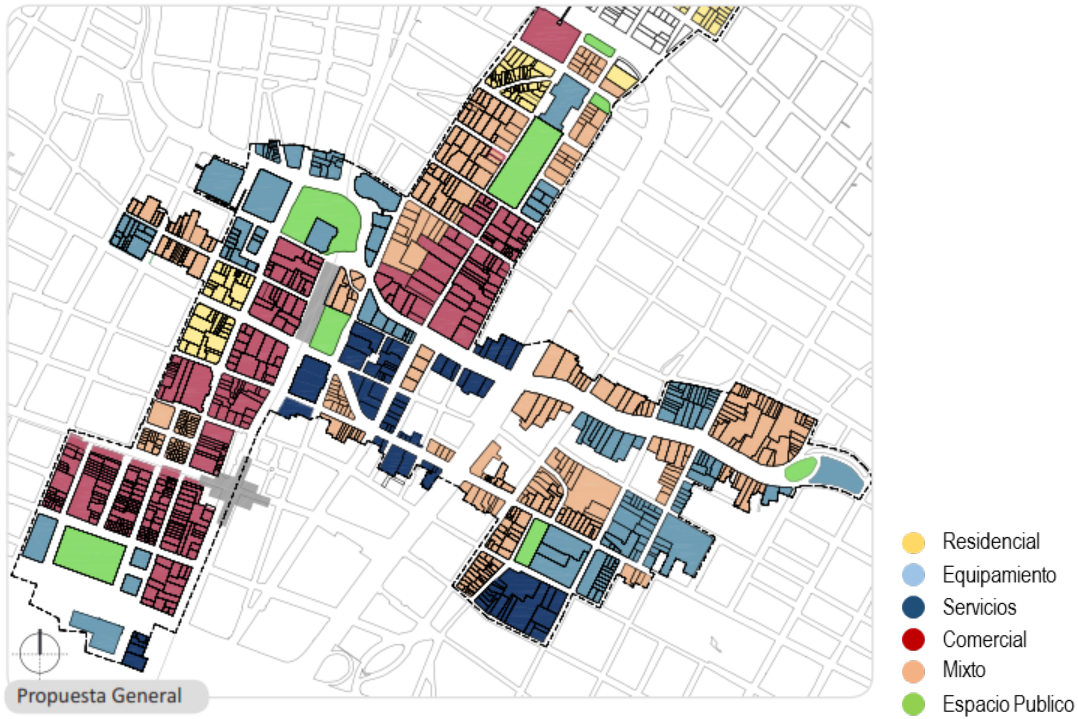 Propuesta General
Residencial
Equipamiento
Servicios
Comercial
Mixto
Espacio Publico